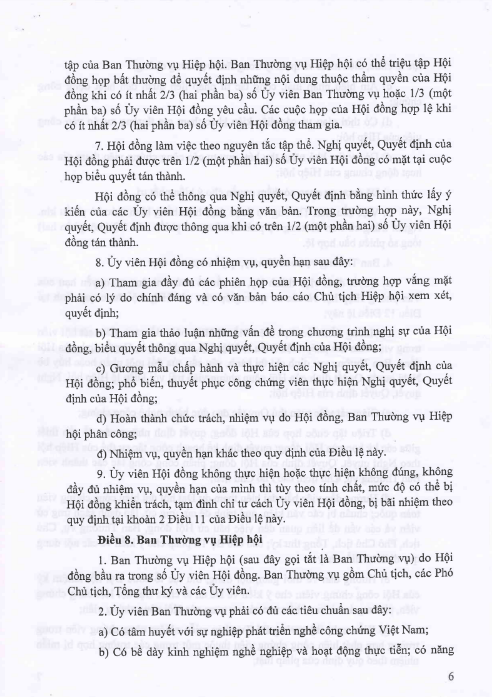 tập của Ban Thường vụ Hiệp hội. Ban Thường vụ Hiệp hội có thể triệu tập Hội
đồng họp bất thường để quyết định những nội dung thuộc thẩm quyền của Hội
đồng khi có ít nhất 2/3 (hai phần ba) số Ủy viên Ban Thường vụ hoặc 1/3 (một
phần ba) số Ủy viên Hội đồng yêu cầu. Các cuộc họp của Hội đồng hợp lệ khi
có ít nhất 2/3 (hai phần ba) số Ủy viên Hội đồng tham gia.
7. Hội đồng làm việc theo nguyên tắc tập thể. Nghị quyết, Quyết định của
Hội đồng phải được trên 1/2 (một phần hai) số Ủy viên Hội đồng có mặt tại cuộc
họp biểu quyết tán thành.
Hội đồng có thể thông qua Nghị quyết, Quyết định bằng hình thức lấy ý
kiến của các Ủy viên Hội đồng bằng văn bản. Trong trường hợp này, Nghị
quyết, Quyết định được thông qua khi có trên 1/2 (một phần hai) số Ủy viên Hội
đồng tán thành.
8. Ủy viên Hội đồng có nhiệm vụ, quyền hạn sau đây:
a) Tham gia đầy đủ các phiên họp của Hội đồng, trường hợp vắng mặt
phải có lý do chính đáng và có văn bản báo cáo Chủ tịch Hiệp hội xem xét,
quyết định;
b) Tham gia thảo luận những vấn đề trong chương trình nghị sự của Hội
đồng, biểu quyết thông qua Nghị quyết, Quyết định của Hội đồng;
c) Gương mẫu chấp hành và thực hiện các Nghị quyết, Quyết định của
Hội đồng; phổ biến, thuyết phục công chứng viên thực hiện Nghị quyết, Quyết
định của Hội đồng;
d) Hoàn thành chức trách, nhiệm vụ do Hội đồng, Ban Thường vụ Hiệp
hội phân công;
đ) Nhiệm vụ, quyền hạn khác theo quy định của Điều lệ này.
9. Ủy viên Hội đồng không thực hiện hoặc thực hiện không đúng, không
đầy đủ nhiệm vụ, quyền hạn của mình thì tùy theo tính chất, mức độ có thể bị
Hội đồng khiển trách, tạm đình chỉ tư cách Ủy viên Hội đồng, bị bãi nhiệm theo
quy định tại khoản 2 Điều 11 của Điều lệ này.
Điều 8. Ban Thường vụ Hiệp hội
1. Ban Thường vụ Hiệp hội (sau đây gọi tắt là Ban Thường vụ) do Hội
đồng bầu ra trong số Ủy viên Hội đồng. Ban Thường vụ gồm Chủ tịch, các Phó
Chủ tịch, Tổng thư ký và các Ủy viên.
2. Ủy viên Ban Thường vụ phải có đủ các tiêu chuẩn sau đây:
a) Có tâm huyết với sự nghiệp phát triển nghề công chứng Việt Nam;
b) Có bề dày kinh nghiệm nghề nghiệp và hoạt động thực tiễn; có năng
6